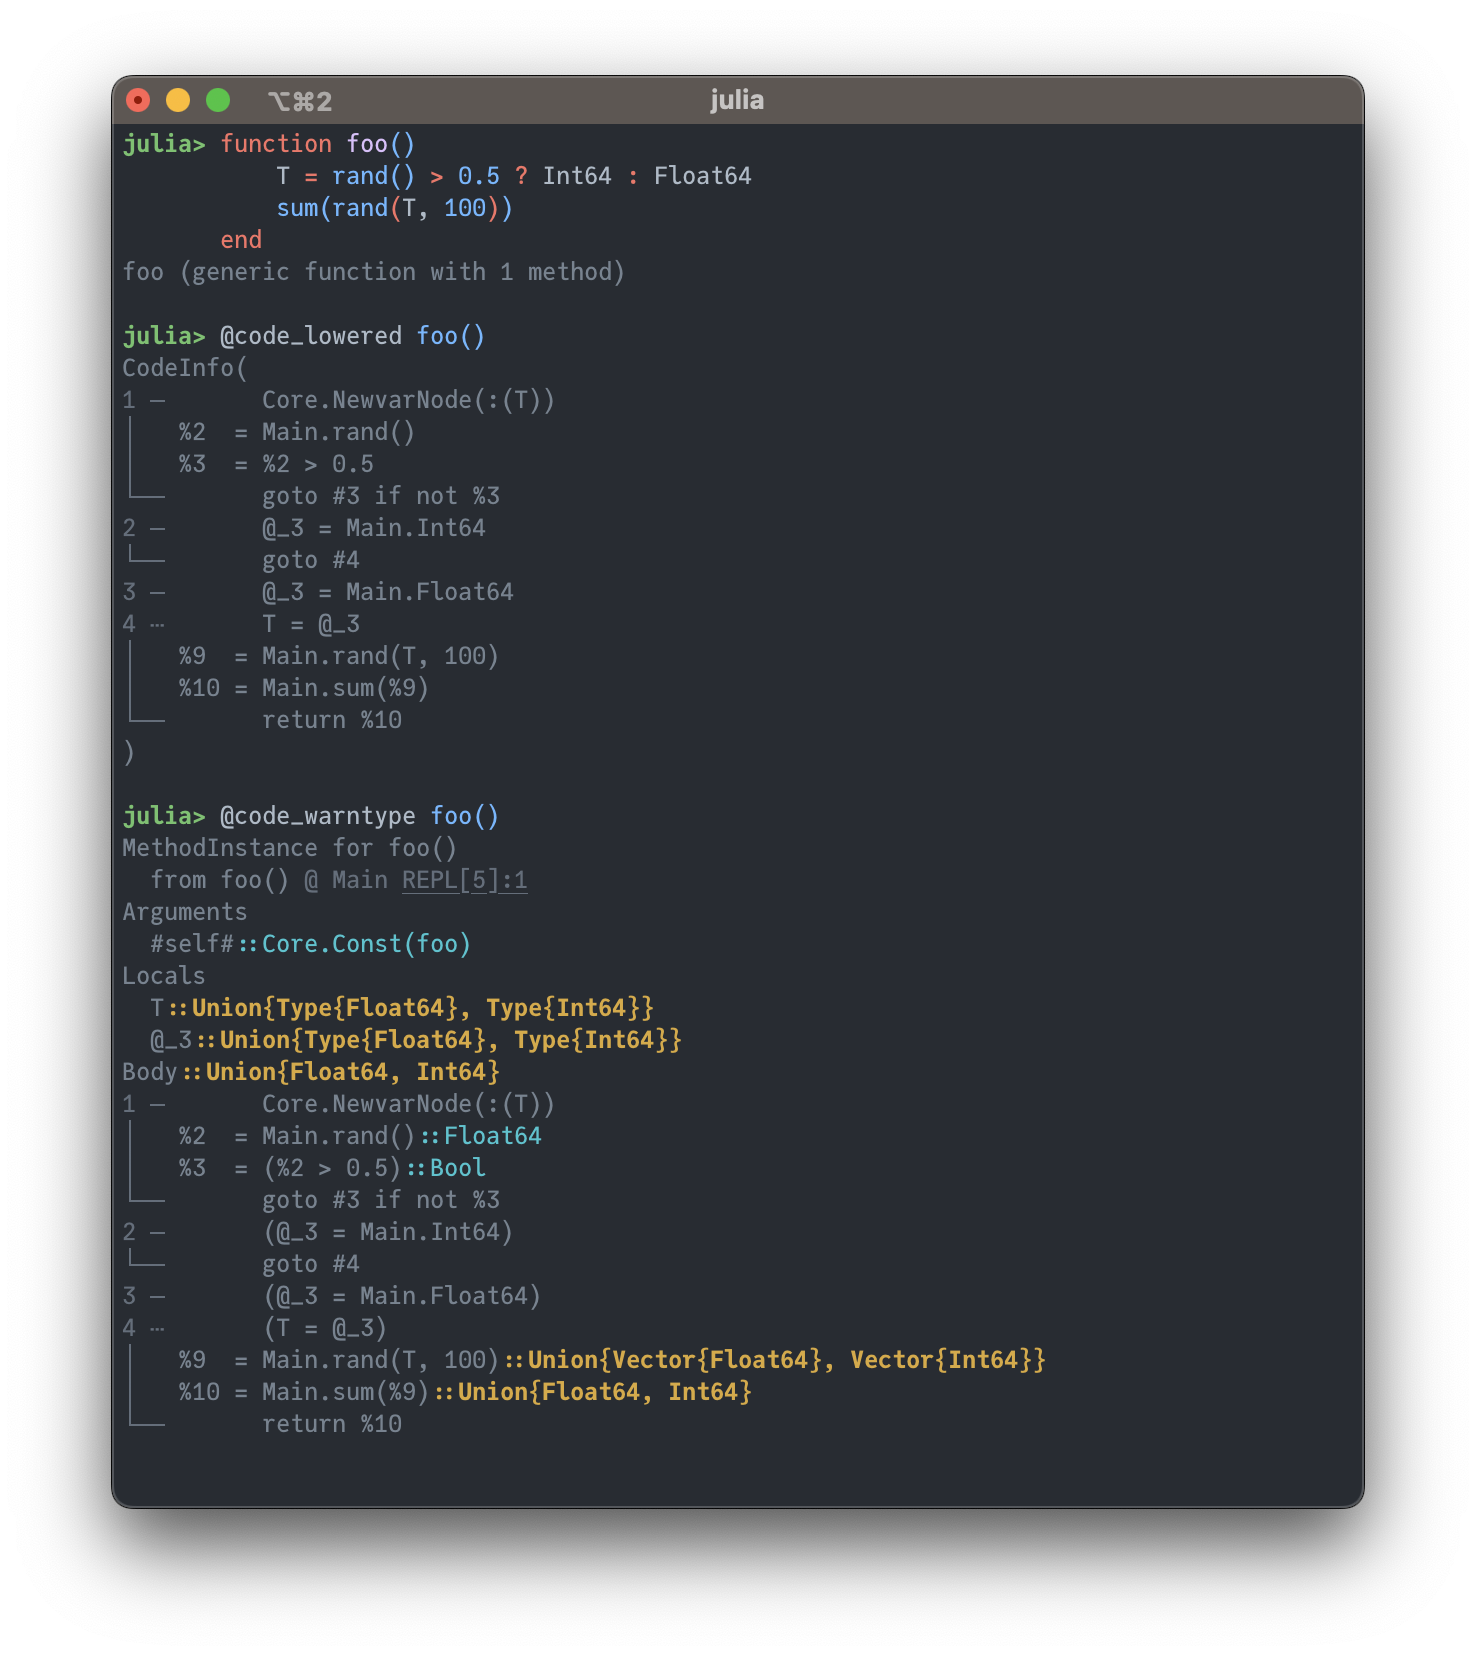 ⌥⌘2 julia
julia> function foo()
           T = rand() > 0.5 ? Int64 : Float64
           sum(rand(T, 100))
       end
foo (generic function with 1 method)
julia> @code_lowered foo()
CodeInfo(
1 ─       Core.NewvarNode(:(T))
│   %2  = Main.rand()
│   %3  = %2 > 0.5
└──       goto #3 if not %3
2 ─       @_3 = Main.Int64
└──       goto #4
3 ─       @_3 = Main.Float64
4 ┄       T = @_3
│   %9  = Main.rand(T, 100)
│   %10 = Main.sum(%9)
└──       return %10
)
julia> @code_warntype foo()
MethodInstance for foo()
  from foo() @ Main REPL[5]:1
Arguments
  #self#::Core.Const(foo)
Locals
  T::Union{Type{Float64}, Type{Int64}}
  @_3::Union{Type{Float64}, Type{Int64}}
Body::Union{Float64, Int64}
1 ─       Core.NewvarNode(:(T))
│   %2  = Main.rand()::Float64
│   %3  = (%2 > 0.5)::Bool
└──       goto #3 if not %3
2 ─       (@_3 = Main.Int64)
└──       goto #4
3 ─       (@_3 = Main.Float64)
4 ┄       (T = @_3)
│   %9  = Main.rand(T, 100)::Union{Vector{Float64}, Vector{Int64}}
│   %10 = Main.sum(%9)::Union{Float64, Int64}
└──       return %10